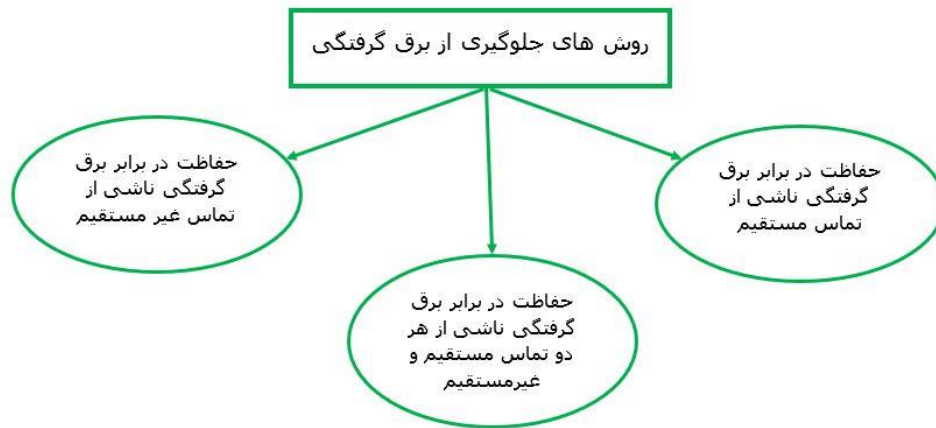 روش های جلوگیری از برق گرفتگی
حفاظت در برابر برق
گرفتگی ناشی از
تماس مستقیم
حفاظت در برابر برق
گرفتگی ناشی از هر
دو تماس مستقیم و
غیرمستقیم
حفاظت در برابر برق
گرفتگی ناشی از
تماس غیر مستقیم